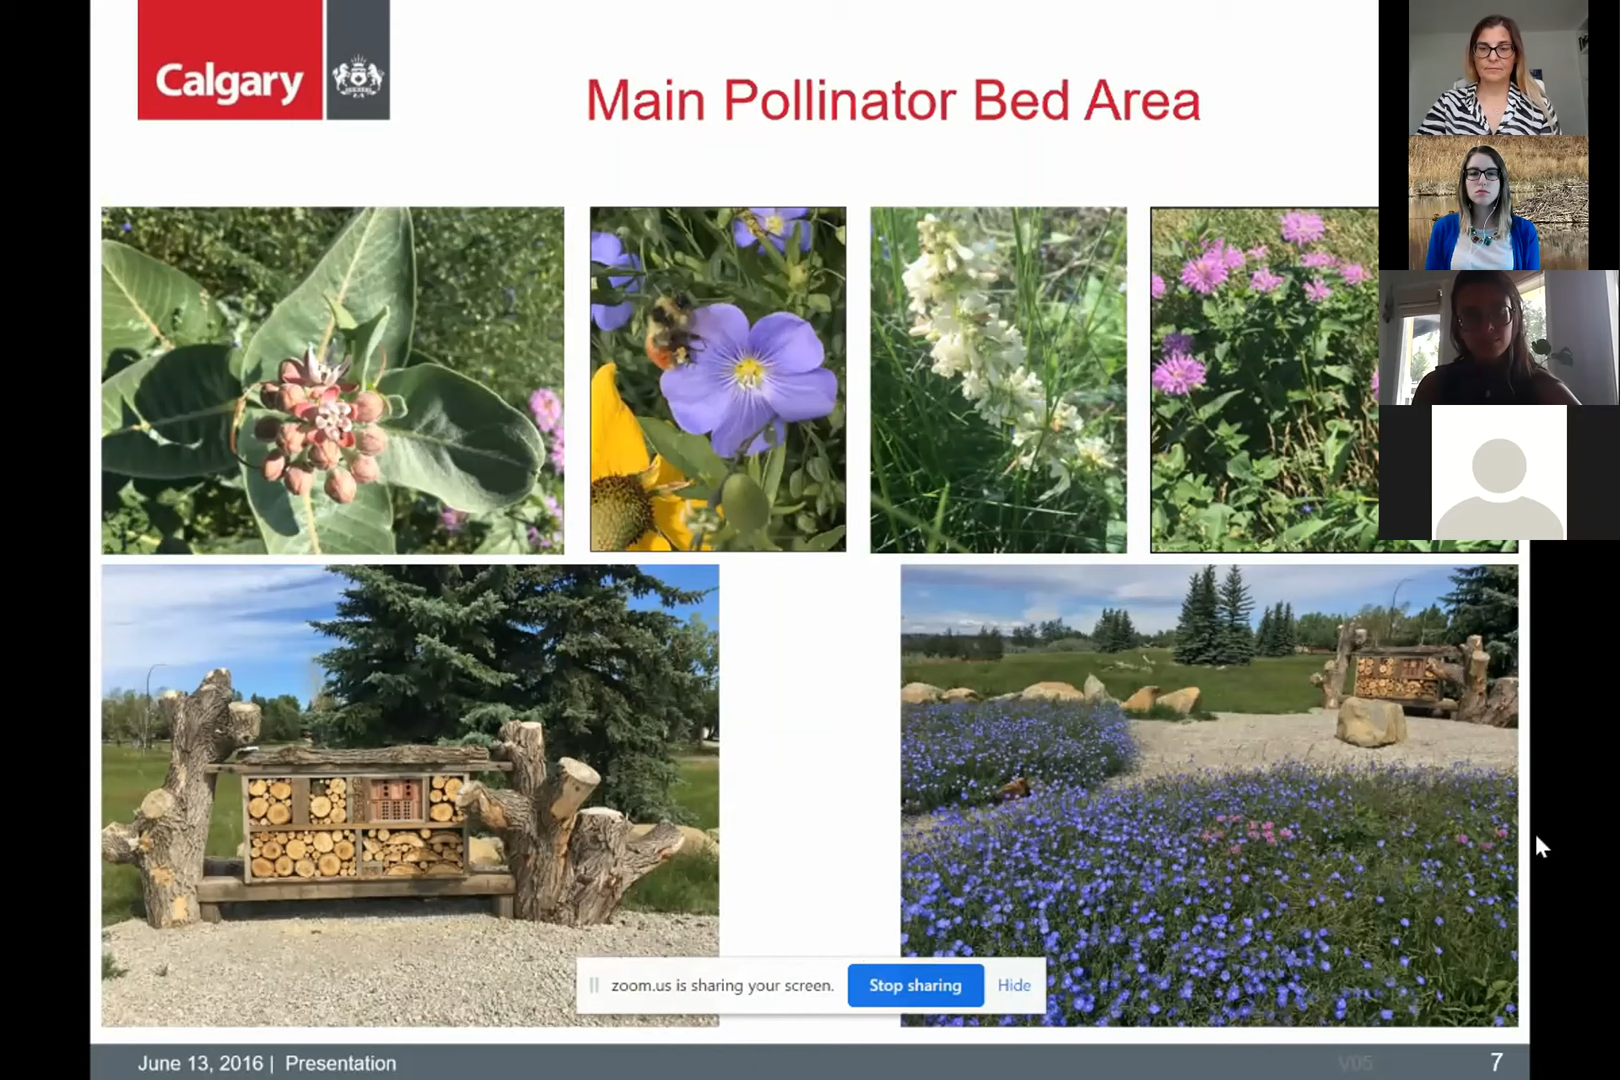 Calgary
Main Pollinator Bed Area
zoom.us is sharing your screen.
Stop sharing
Hide
June 13, 2016 | Presentation
V05
7